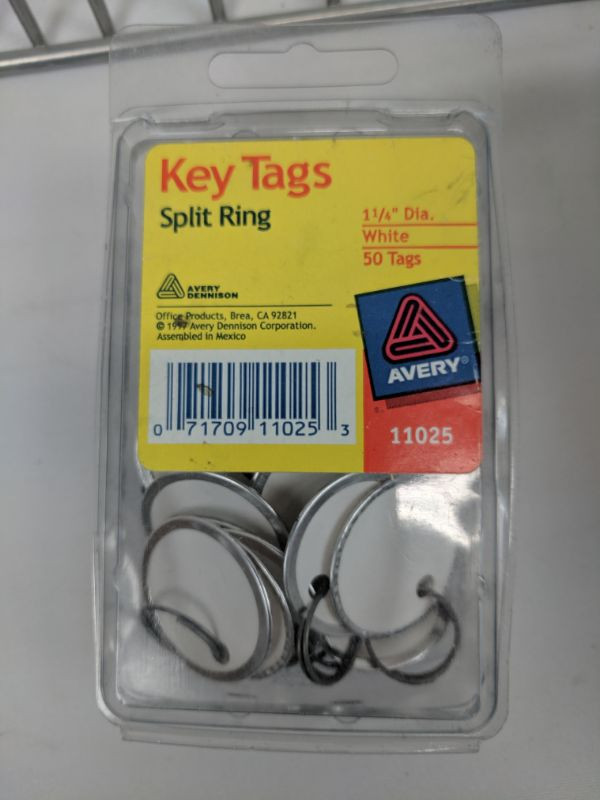 Key Tags
Split Ring
1 1/4" Dia.
White
50 Tags
AVERY
DENNISON
Office Products, Brea, CA 92821
© 1997 Avery Dennison Corporation.
Assembled in Mexico
AVERY®
0 71709 11025 3
11025